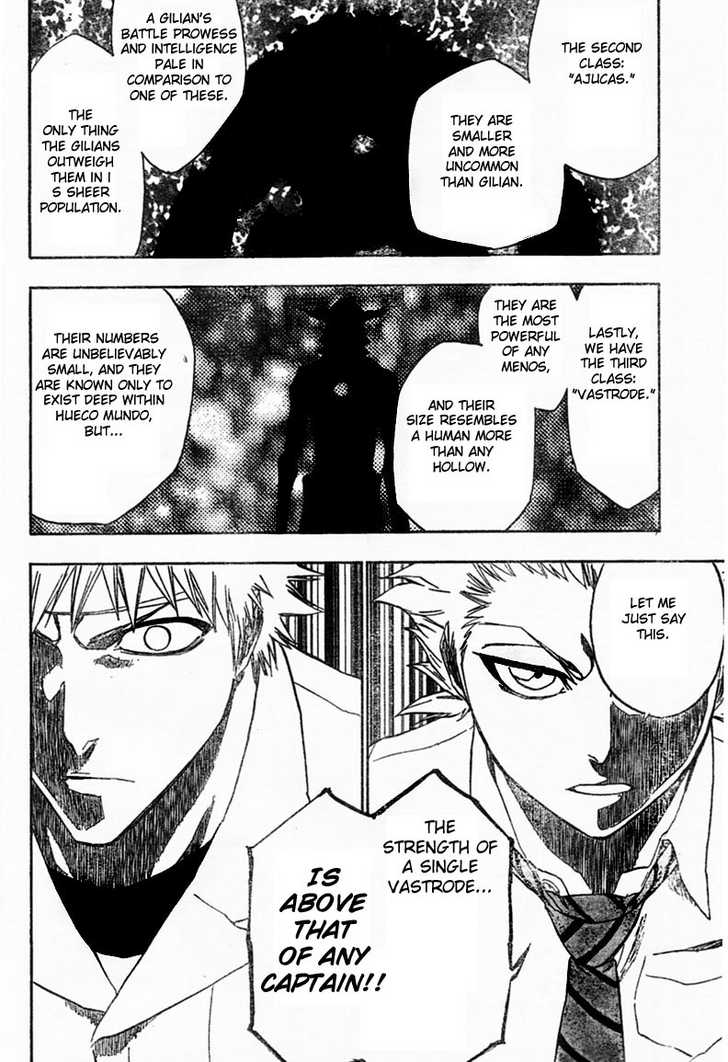 THE SECOND
CLASS:
"AJUCAS."
THEY ARE
SMALLER
AND MORE
UNCOMMON
THAN GILIAN.
A GILIAN'S
BATTLE PROWESS
AND INTELLIGENCE
PALE IN
COMPARISON TO
ONE OF THESE.
THE
ONLY THING
THE GILIANS
OUTWEIGH
THEM IN I
S SHEER
POPULATION.
LASTLY,
WE HAVE
THE THIRD
CLASS:
"VASTRODE."
THEY ARE
THE MOST
POWERFUL
OF ANY
MENOS,
AND THEIR
SIZE RESEMBLES
A HUMAN MORE
THAN ANY
HOLLOW.
THEIR NUMBERS
ARE UNBELIEVABLY
SMALL, AND THEY
ARE KNOWN ONLY TO
EXIST DEEP WITHIN
HUECO MUNDO,
BUT...
LET ME
JUST SAY
THIS.
THE
STRENGTH OF
A SINGLE
VASTRODE...
IS
ABOVE
THAT
OF ANY
CAPTAIN!!